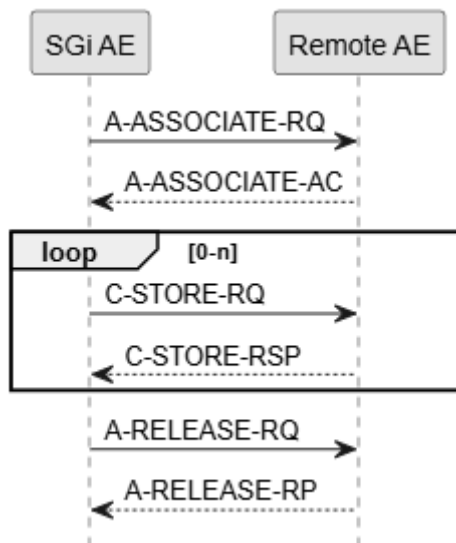 SGi AE Remote AE
A-ASSOCIATE-RQ
A-ASSOCIATE-AC
loop [0-n]
C-STORE-RQ
C-STORE-RSP
A-RELEASE-RQ
A-RELEASE-RP